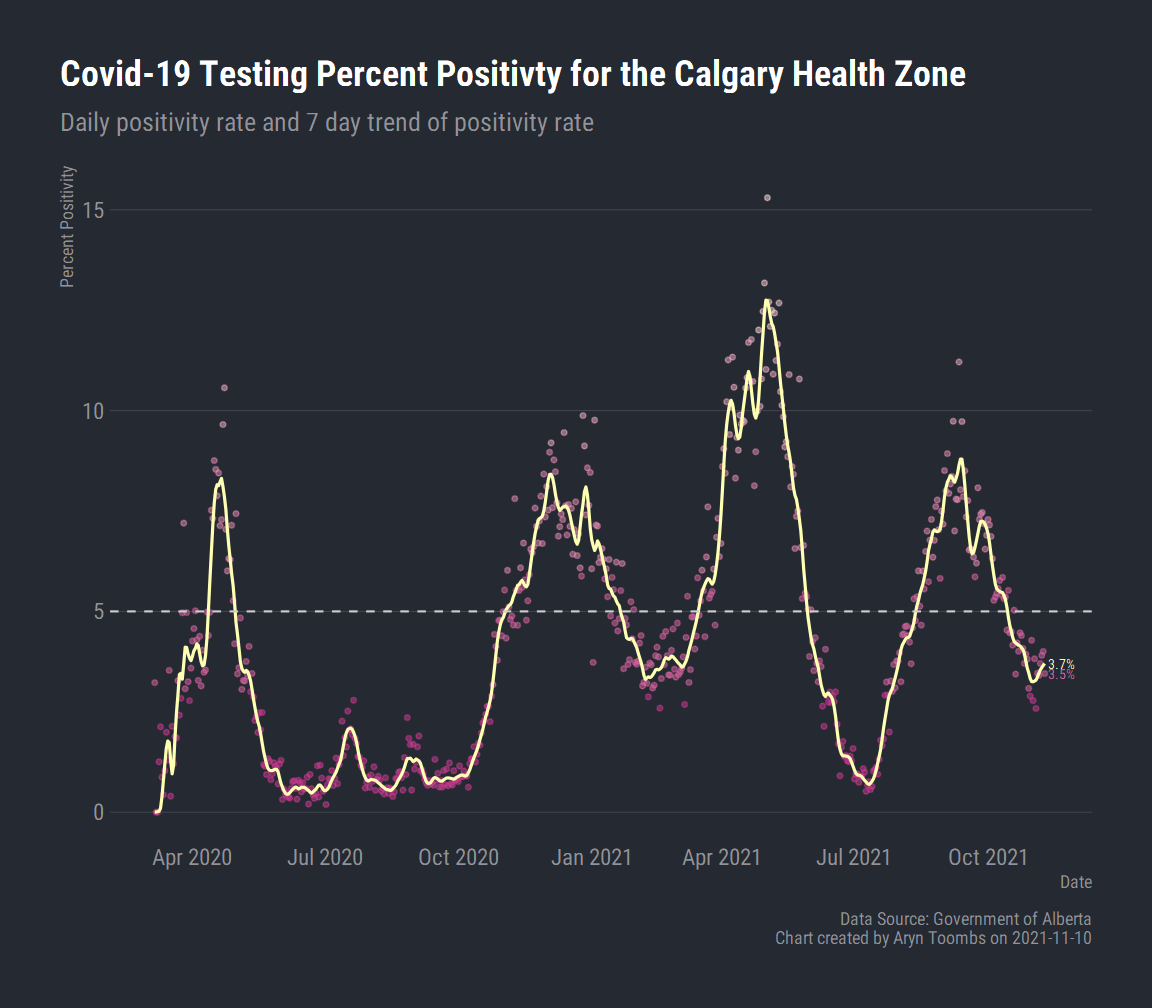 Covid-19 Testing Percent Positivty for the Calgary Health Zone
Daily positivity rate and 7 day trend of positivity rate
Percent Positivity
15
10
5
0
3.7%
3.5%
Apr 2020 Jul 2020 Oct 2020 Jan 2021 Apr 2021 Jul 2021 Oct 2021
Date
Data Source: Government of Alberta
Chart created by Aryn Toombs on 2021-11-10